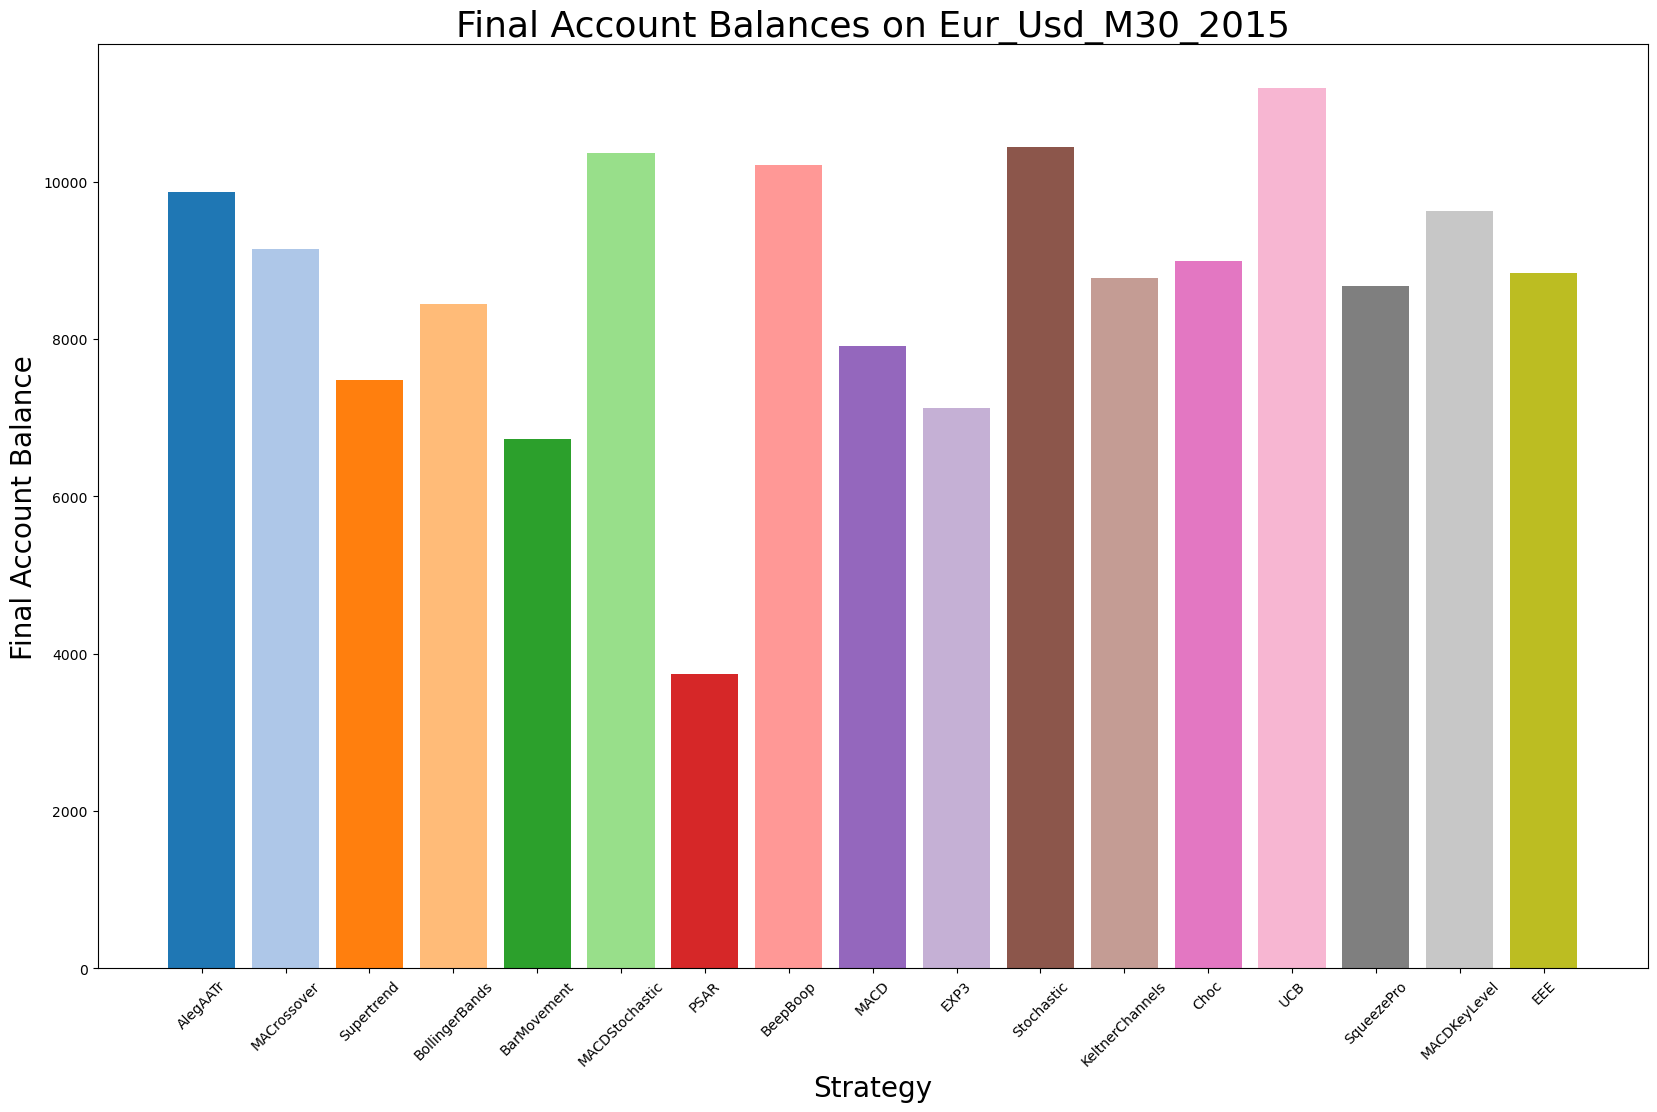 Final Account Balances on Eur_Usd_M30_2015
Final Account Balance
10000
8000
6000
4000
2000
0
AlegAATr
MACrossover
Supertrend
BollingerBands
BarMovement
MACDStochastic
PSAR
BeepBoop
MACD
EXP3
Stochastic
KeltnerChannels
Choc
UCB
SqueezePro
MACDKeyLevel
EEE
Strategy